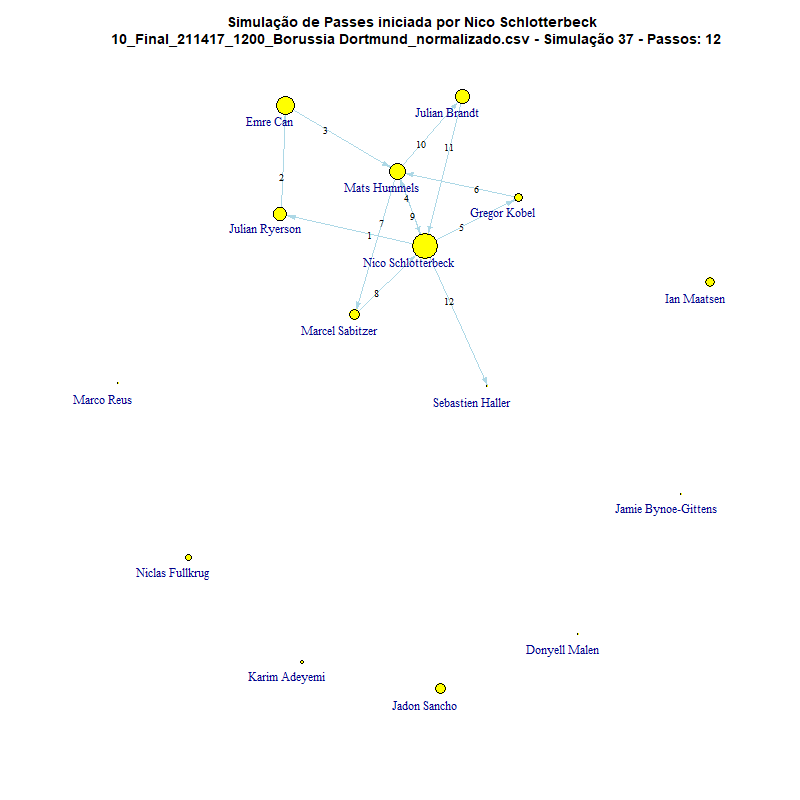 Simulação de Passes iniciada por Nico Schlotterbeck
10_Final_211417_1200_Borussia Dortmund_normalizado.csv - Simulação 37 - Passos: 12
Julian Brandt
Emre Can
3
10
11
2
Mats Hummels
6
4
Gregor Kobel
9
7
5
Julian Ryerson
1
Nico Schlotterbeck
8
12
Ian Maatsen
Marcel Sabitzer
Marco Reus
Sebastien Haller
Jamie Bynoe-Gittens
Niclas Fullkrug
Donyell Malen
Karim Adeyemi
Jadon Sancho